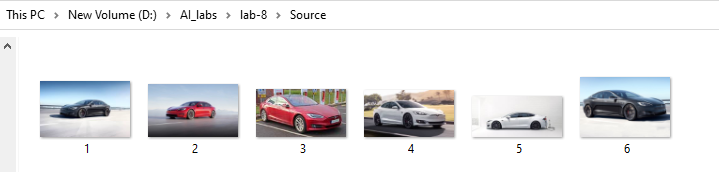 This PC > New Volume (D:) > AI_labs > lab-8 > Source
1 2 3 4 5 6